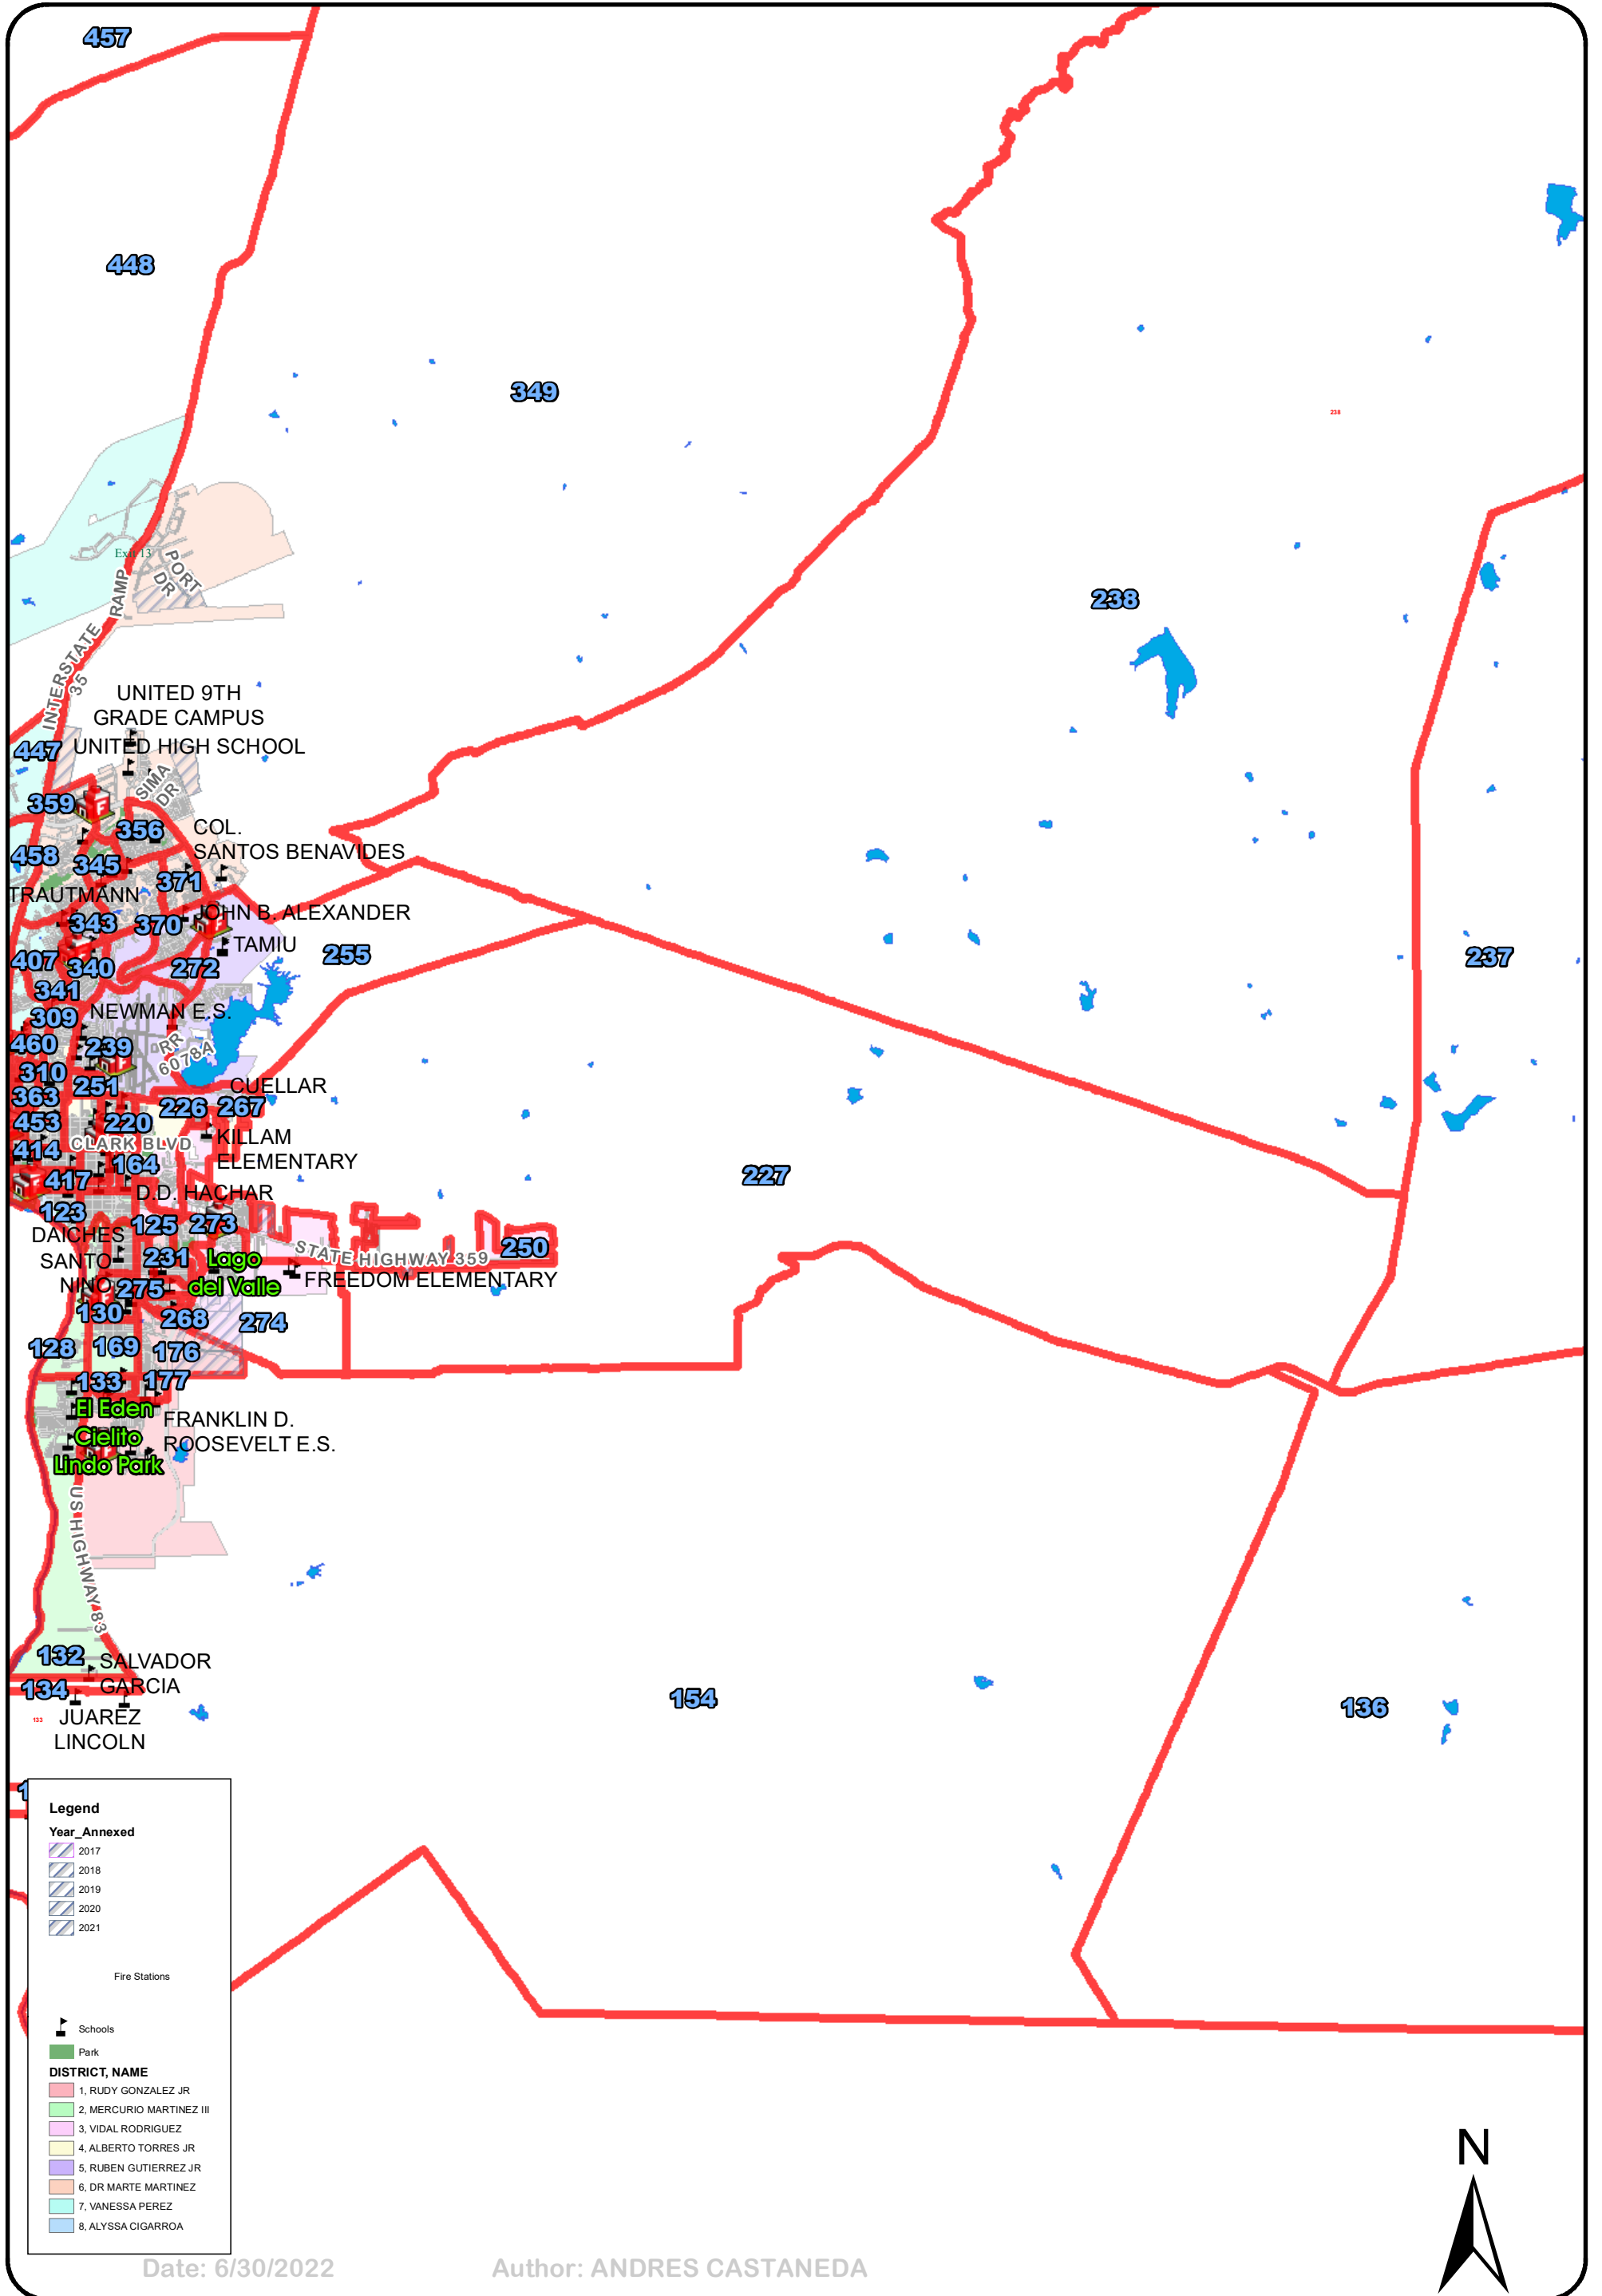 457
448
349
238
238
Exit 13
PORT
DR
RAMP
INTERSTATE
35
UNITED 9TH
GRADE CAMPUS
447
UNITED HIGH SCHOOL
SIMA
DR
359
356
COL.
SANTOS BENAVIDES
458
345
371
TRAUTMANN
343
370
JOHN B. ALEXANDER
TAMIU
407
340
272
255
237
341
309
NEWMAN E.S.
460
239
RR
6078A
310
251
CUELLAR
363
226
267
453
220
CLARK BLVD
414
KILLAM
ELEMENTARY
164
417
D.D. HACHAR
227
123
125
273
DAICHES
STATE HIGHWAY 359
250
SANTO
NINO
231
Lago
del Valle
FREEDOM ELEMENTARY
275
130
268
274
128
169
176
133
177
El Eden
Cielito
Lindo Park
FRANKLIN D.
ROOSEVELT E.S.
US HIGHWAY 83
132
SALVADOR
GARCIA
134
133
JUAREZ
LINCOLN
154
136
Legend
Year_Annexed
2017
2018
2019
2020
2021
Fire Stations
Schools
Park
DISTRICT, NAME
1, RUDY GONZALEZ JR
2, MERCURIO MARTINEZ III
3, VIDAL RODRIGUEZ
4, ALBERTO TORRES JR
5, RUBEN GUTIERREZ JR
6, DR MARTE MARTINEZ
7, VANESSA PEREZ
8, ALYSSA CIGARROA
N
Date: 6/30/2022
Author: ANDRES CASTANEDA